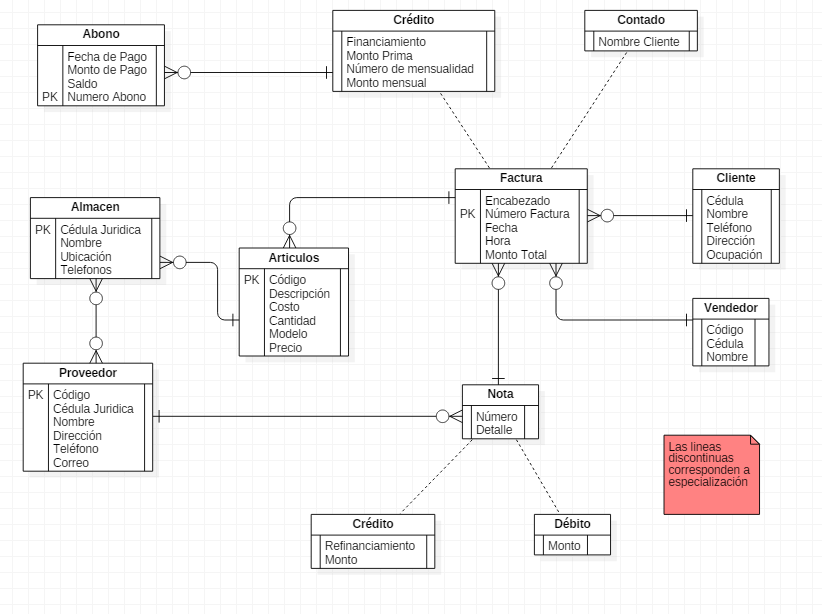 Abono
Fecha de Pago
Monto de Pago
Saldo
PK Numero Abono
Crédito
Financiamiento
Monto Prima
Número de mensualidad
Monto mensual
Contado
Nombre Cliente
Almacen
PK Cédula Juridica
Nombre
Ubicación
Telefonos
Articulos
PK Código
Descripción
Costo
Cantidad
Modelo
Precio
Factura
Encabezado
PK Número Factura
Fecha
Hora
Monto Total
Cliente
Cédula
Nombre
Teléfono
Dirección
Ocupación
Vendedor
Código
Cédula
Nombre
Proveedor
PK Código
Cédula Juridica
Nombre
Dirección
Teléfono
Correo
Nota
Número
Detalle
Las lineas
discontinuas
corresponden a
especialización
Crédito
Refinanciamiento
Monto
Débito
Monto